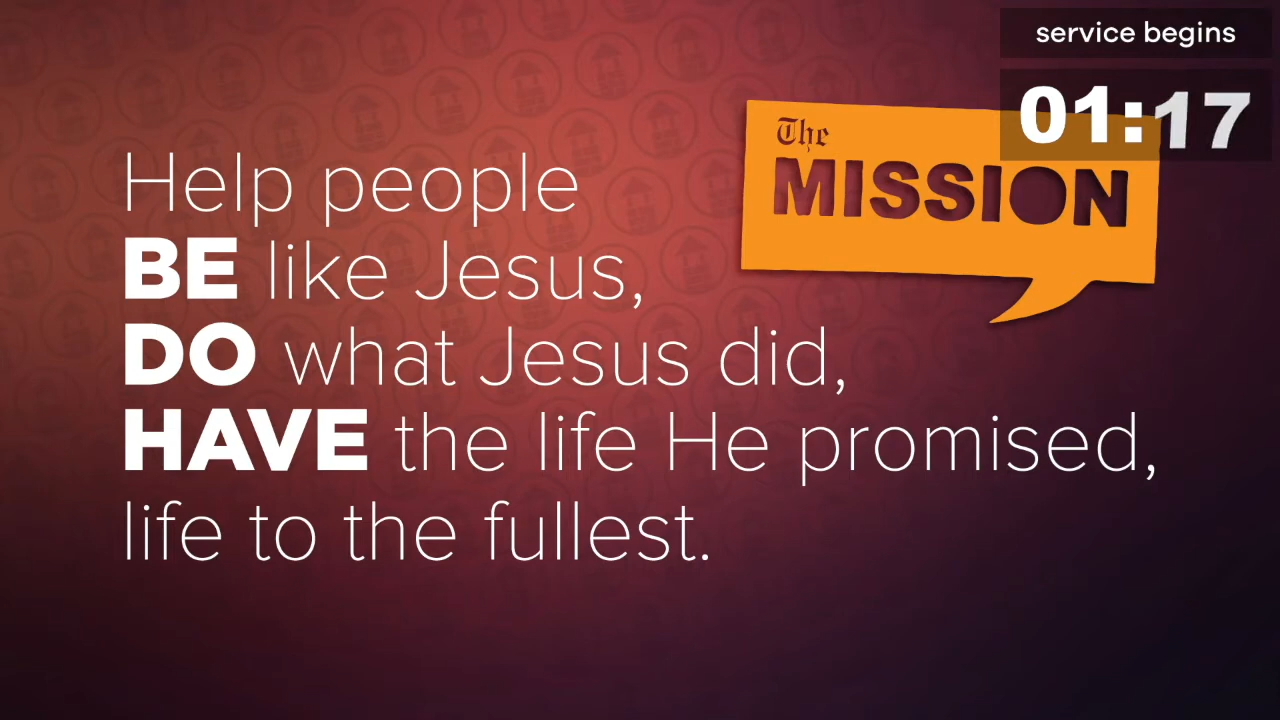 service begins
01:17
The
MISSION
Help people
BE like Jesus,
DO what Jesus did,
HAVE the life He promised,
life to the fullest.